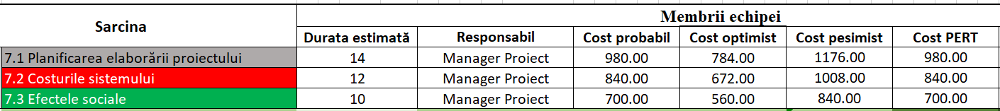 Sarcina Membrii echipei
Durata estimată Responsabil Cost probabil Cost optimist Cost pesimist Cost PERT
7.1 Planificarea elaborării proiectului 14 Manager Proiect 980.00 784.00 1176.00 980.00
7.2 Costurile sistemului 12 Manager Proiect 840.00 672.00 1008.00 840.00
7.3 Efectele sociale 10 Manager Proiect 700.00 560.00 840.00 700.00